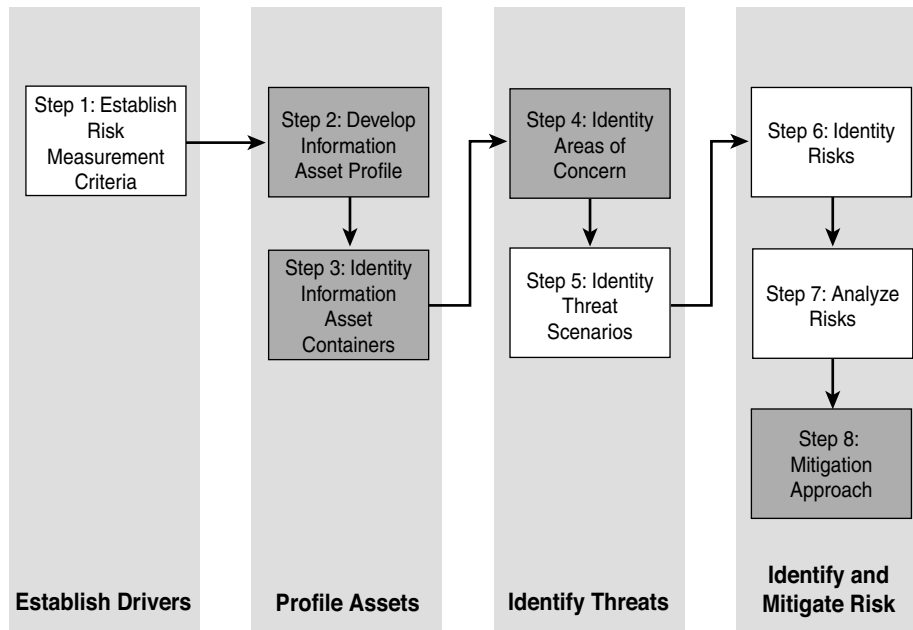 Step 1: Establish
Risk
Measurement
Criteria
Step 2: Develop
Information
Asset Profile
Step 3: Identity
Information
Asset
Containers
Step 4: Identity
Areas of
Concern
Step 5: Identity
Threat
Scenarios
Step 6: Identity
Risks
Step 7: Analyze
Risks
Step 8:
Mitigation
Approach
Establish Drivers
Profile Assets
Identify Threats
Identify and
Mitigate Risk